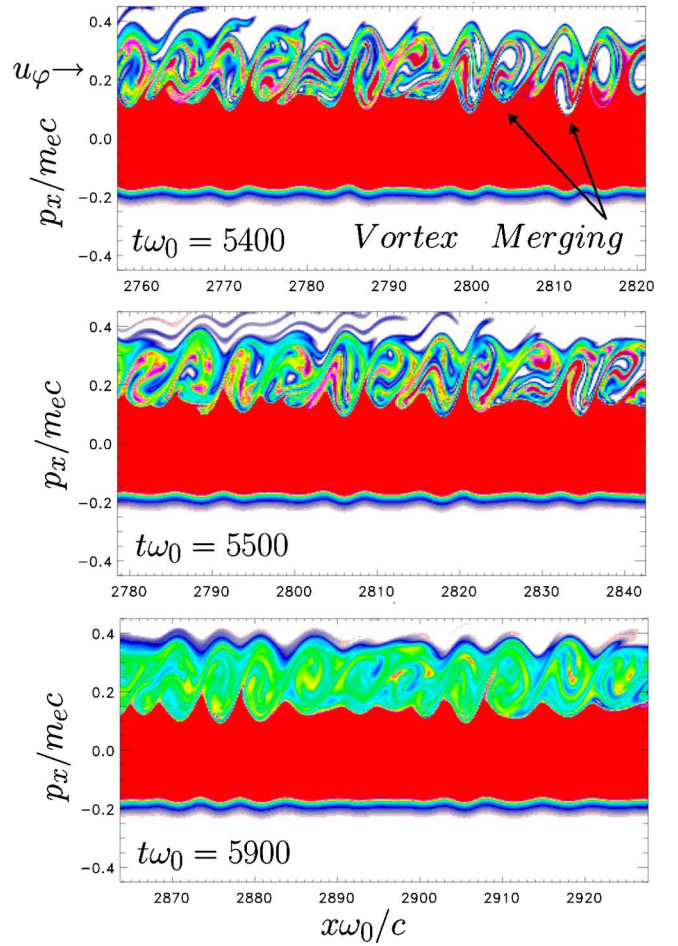 0.4
u_φ→ 0.2
0.0
−0.2
−0.4
p_x/m_ec
tω_0 = 5400 Vortex Merging
2760 2770 2780 2790 2800 2810 2820
0.4
0.2
0.0
−0.2
−0.4
p_x/m_ec
tω_0 = 5500
2780 2790 2800 2810 2820 2830 2840
0.4
0.2
0.0
−0.2
−0.4
p_x/m_ec
tω_0 = 5900
2870 2880 2890 2900 2910 2920
xω_0/c